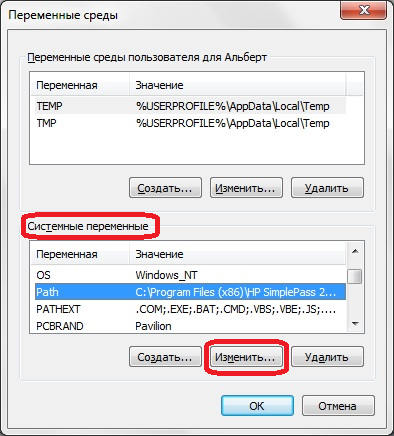 Переменные среды
Переменные среды пользователя для Альберт
Переменная Значение
TEMP %USERPROFILE%\AppData\Local\Temp
TMP %USERPROFILE%\AppData\Local\Temp
Создать... Изменить... Удалить
Системные переменные
Переменная Значение
OS Windows_NT
Path C:\Program Files (x86)\HP SimplePass 2...
PATHEXT .COM;.EXE;.BAT;.CMD;.VBS;.VBE;.JS;....
PCBRAND Pavilion
Создать... Изменить... Удалить
OK Отмена